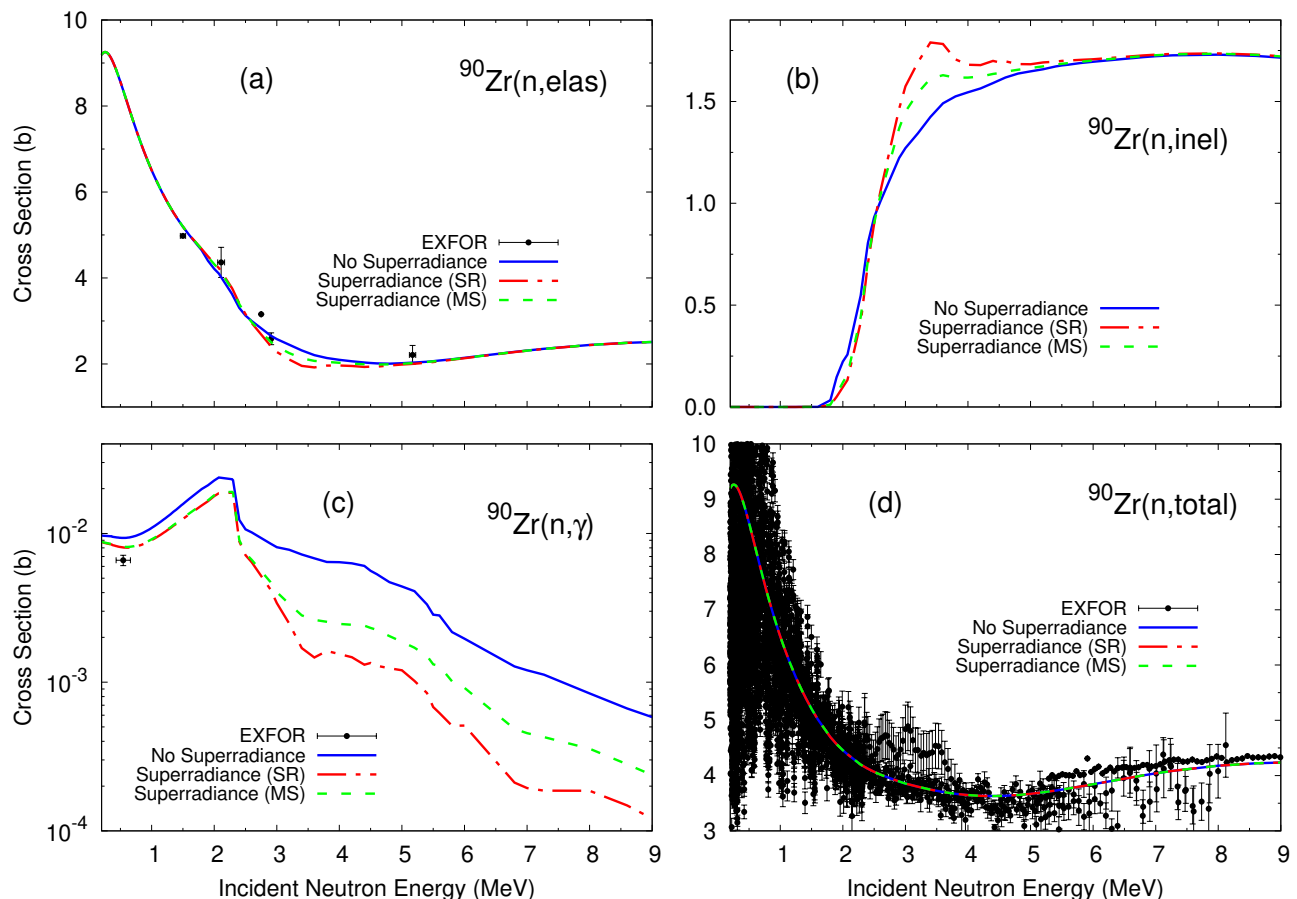 10
8
6
4
2
Cross Section (b)
(a)
⁹⁰Zr(n,elas)
EXFOR
No Superradiance
Superradiance (SR)
Superradiance (MS)
1.5
1.0
0.5
0.0
(b)
⁹⁰Zr(n,inel)
No Superradiance
Superradiance (SR)
Superradiance (MS)
10⁻²
10⁻³
10⁻⁴
Cross Section (b)
(c)
⁹⁰Zr(n,γ)
EXFOR
No Superradiance
Superradiance (SR)
Superradiance (MS)
1 2 3 4 5 6 7 8 9
Incident Neutron Energy (MeV)
10
9
8
7
6
5
4
3
(d)
⁹⁰Zr(n,total)
EXFOR
No Superradiance
Superradiance (SR)
Superradiance (MS)
1 2 3 4 5 6 7 8 9
Incident Neutron Energy (MeV)